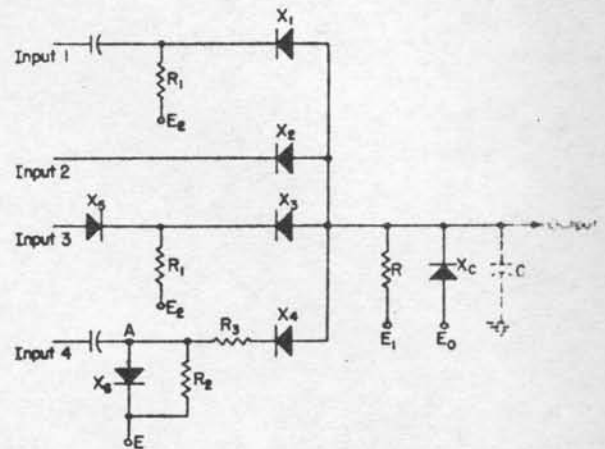 Input 1
X₁
R₁
E₂
Input 2
X₂
Input 3
X₅
X₃
R₁
E₂
R
X_C
C
E₁
E₀
Input 4
A
R₃
X₄
X₆
R₂
E